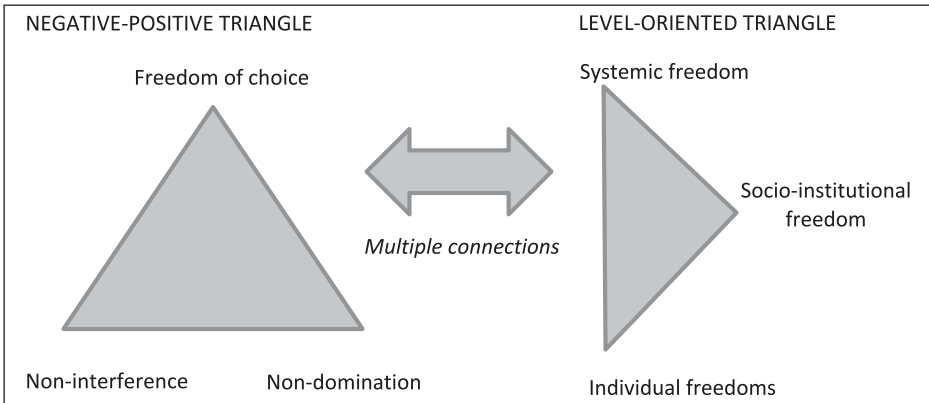 NEGATIVE-POSITIVE TRIANGLE
Freedom of choice
Non-interference
Non-domination
Multiple connections
LEVEL-ORIENTED TRIANGLE
Systemic freedom
Socio-institutional
freedom
Individual freedoms